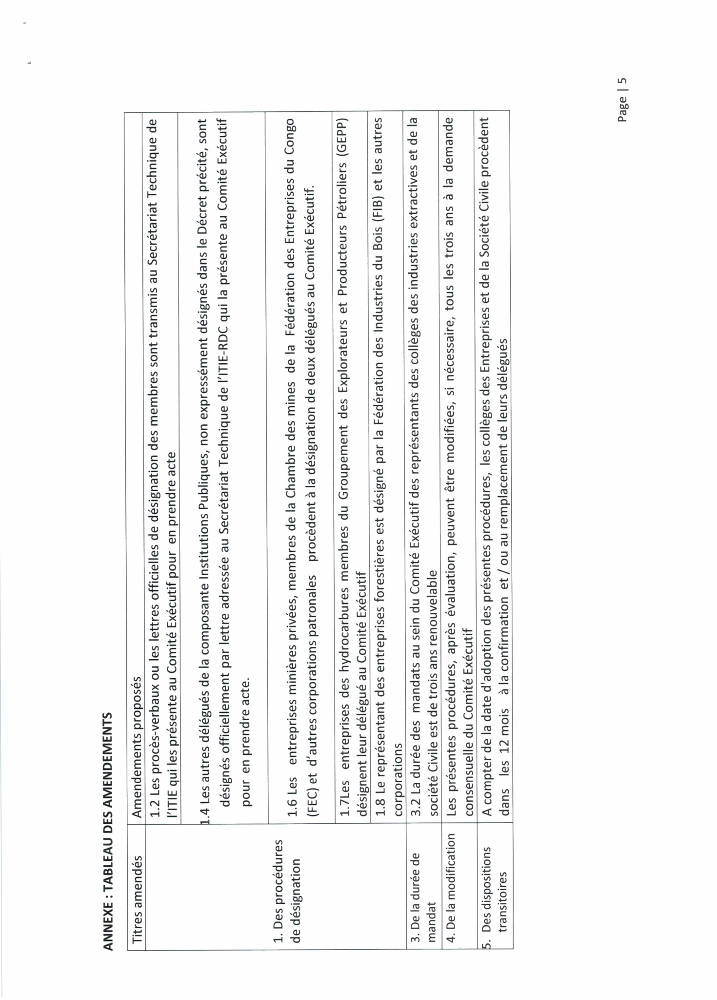 ANNEXE : TABLEAU DES AMENDEMENTS
Titres amendés
Amendements proposés
1. Des procédures
de désignation
1.2 Les procès-verbaux ou les lettres officielles de désignation des membres sont transmis au Secrétariat Technique de
l’ITIE qui les présente au Comité Exécutif pour en prendre acte
1.4 Les autres délégués de la composante Institutions Publiques, non expressément désignés dans le Décret précité, sont
désignés officiellement par lettre adressée au Secrétariat Technique de l’ITIE-RDC qui la présente au Comité Exécutif
pour en prendre acte.
1.6 Les entreprises minières privées, membres de la Chambre des mines de la Fédération des Entreprises du Congo
(FEC) et d’autres corporations patronales procèdent à la désignation de deux délégués au Comité Exécutif.
1.7Les entreprises des hydrocarbures membres du Groupement des Explorateurs et Producteurs Pétroliers (GEPP)
désignent leur délégué au Comité Exécutif
1.8 Le représentant des entreprises forestières est désigné par la Fédération des Industries du Bois (FIB) et les autres
corporations
3. De la durée de
mandat
3.2 La durée des mandats au sein du Comité Exécutif des représentants des collèges des industries extractives et de la
société Civile est de trois ans renouvelable
4. De la modification
Les présentes procédures, après évaluation, peuvent être modifiées, si nécessaire, tous les trois ans à la demande
consensuelle du Comité Exécutif
5. Des dispositions
transitoires
A compter de la date d'adoption des présentes procédures, les collèges des Entreprises et de la Société Civile procèdent
dans les 12 mois à la confirmation et / ou au remplacement de leurs délégués
Page | 5